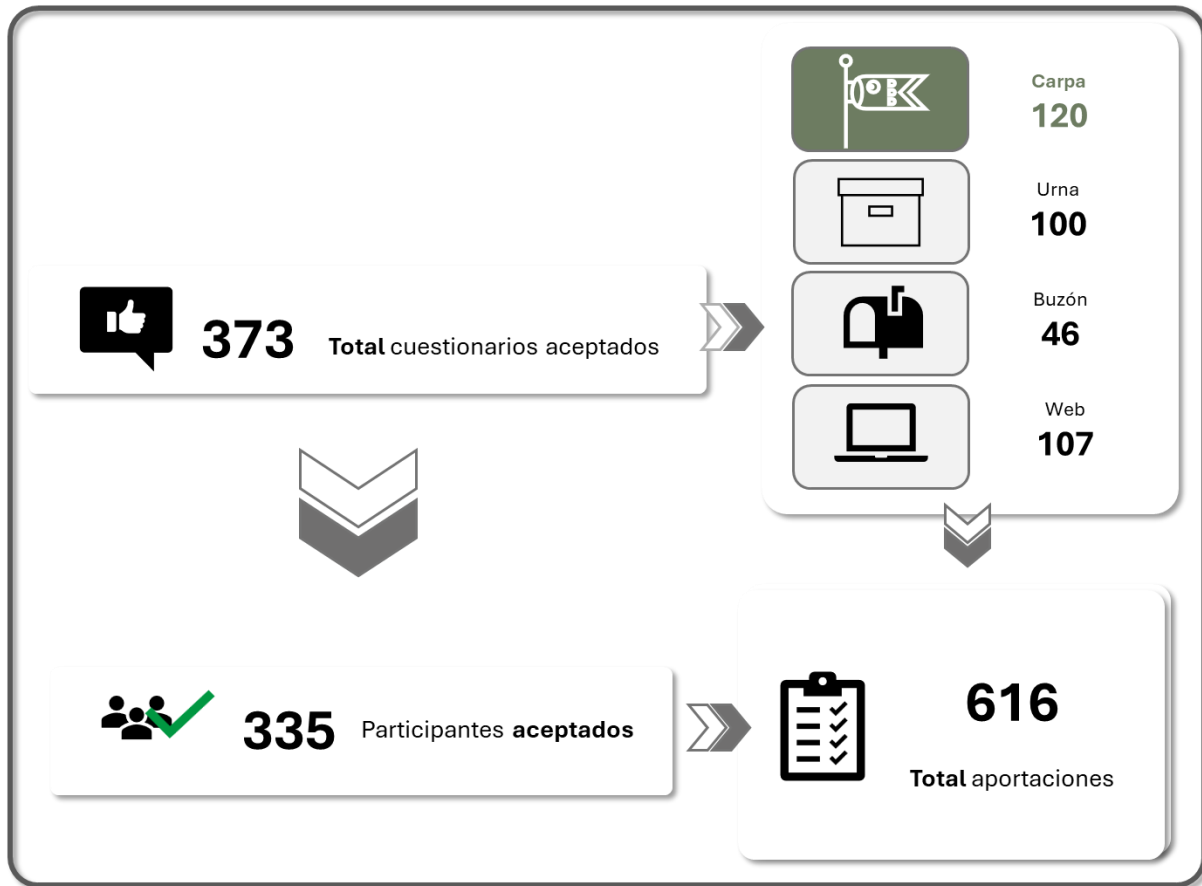 Carpa
120
Urna
100
Buzón
46
Web
107
373 Total cuestionarios aceptados
335 Participantes aceptados
616
Total aportaciones